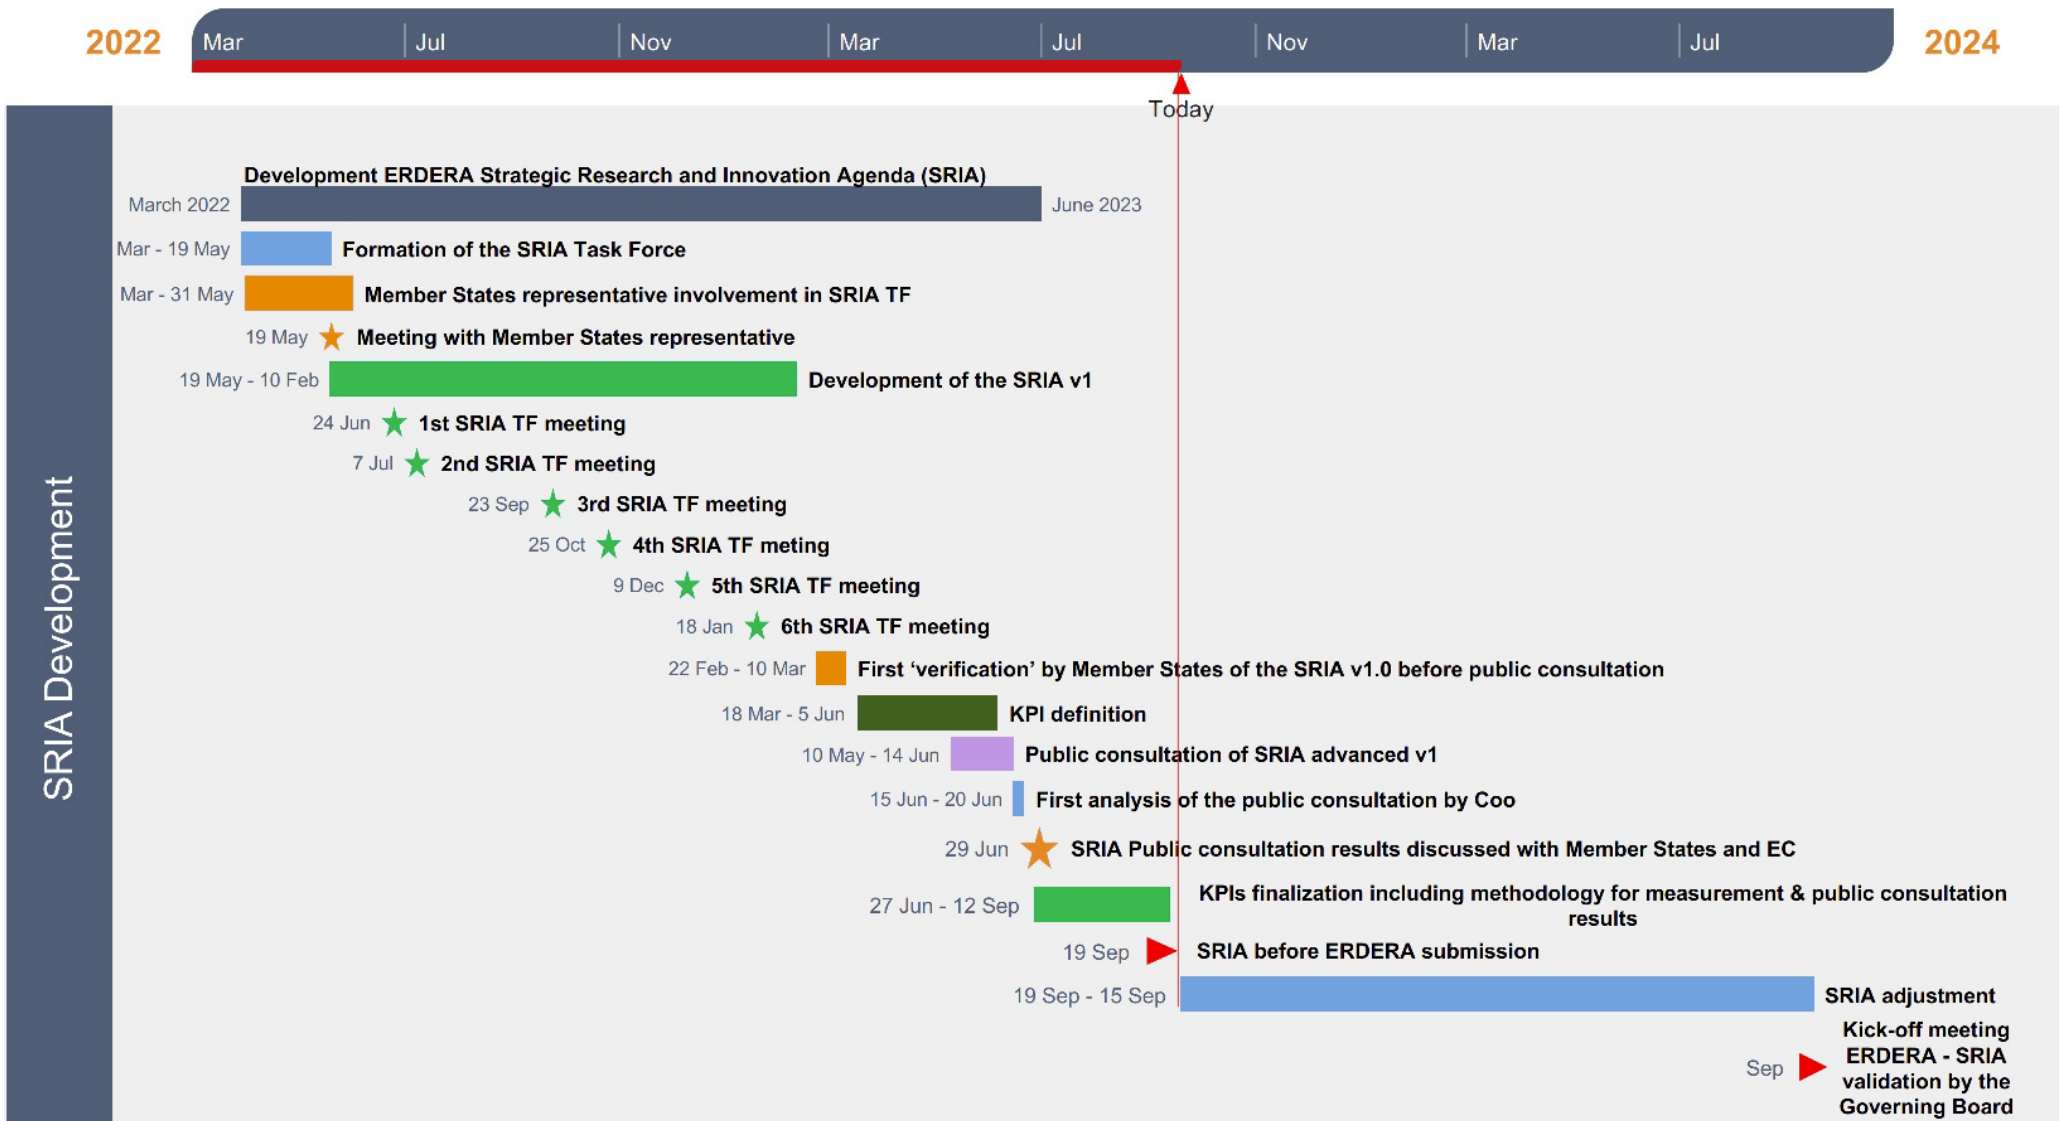 2022
Mar
Jul
Nov
Mar
Jul
Nov
Mar
Jul
2024
Today
SRIA Development
Development ERDERA Strategic Research and Innovation Agenda (SRIA)
March 2022
June 2023
Mar - 19 May
Formation of the SRIA Task Force
Mar - 31 May
Member States representative involvement in SRIA TF
19 May
Meeting with Member States representative
19 May - 10 Feb
Development of the SRIA v1
24 Jun
1st SRIA TF meeting
7 Jul
2nd SRIA TF meeting
23 Sep
3rd SRIA TF meeting
25 Oct
4th SRIA TF meting
9 Dec
5th SRIA TF meeting
18 Jan
6th SRIA TF meeting
22 Feb - 10 Mar
First ‘verification’ by Member States of the SRIA v1.0 before public consultation
18 Mar - 5 Jun
KPI definition
10 May - 14 Jun
Public consultation of SRIA advanced v1
15 Jun - 20 Jun
First analysis of the public consultation by Coo
29 Jun
SRIA Public consultation results discussed with Member States and EC
27 Jun - 12 Sep
KPIs finalization including methodology for measurement & public consultation
results
19 Sep
SRIA before ERDERA submission
19 Sep - 15 Sep
SRIA adjustment
Sep
Kick-off meeting
ERDERA - SRIA
validation by the
Governing Board